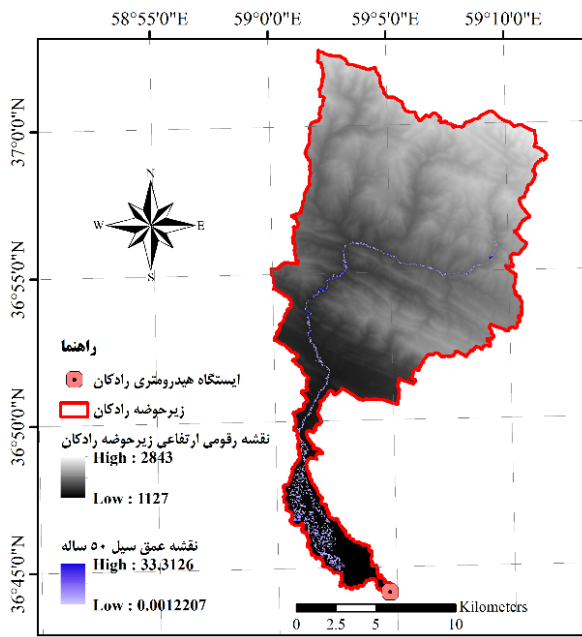 58°55'0"E 59°0'0"E 59°5'0"E 59°10'0"E
37°0'0"N
36°55'0"N
36°50'0"N
36°45'0"N
N
W E
S
راهنما
ایستگاه هیدرومتری رادکان
زیرحوضه رادکان
نقشه رقومی ارتفاعی زیرحوضه رادکان
High : 2843
Low : 1127
نقشه عمق سیل ۵۰ ساله
High : 33.3126
Low : 0.0012207
Kilometers
0 2.5 5 10